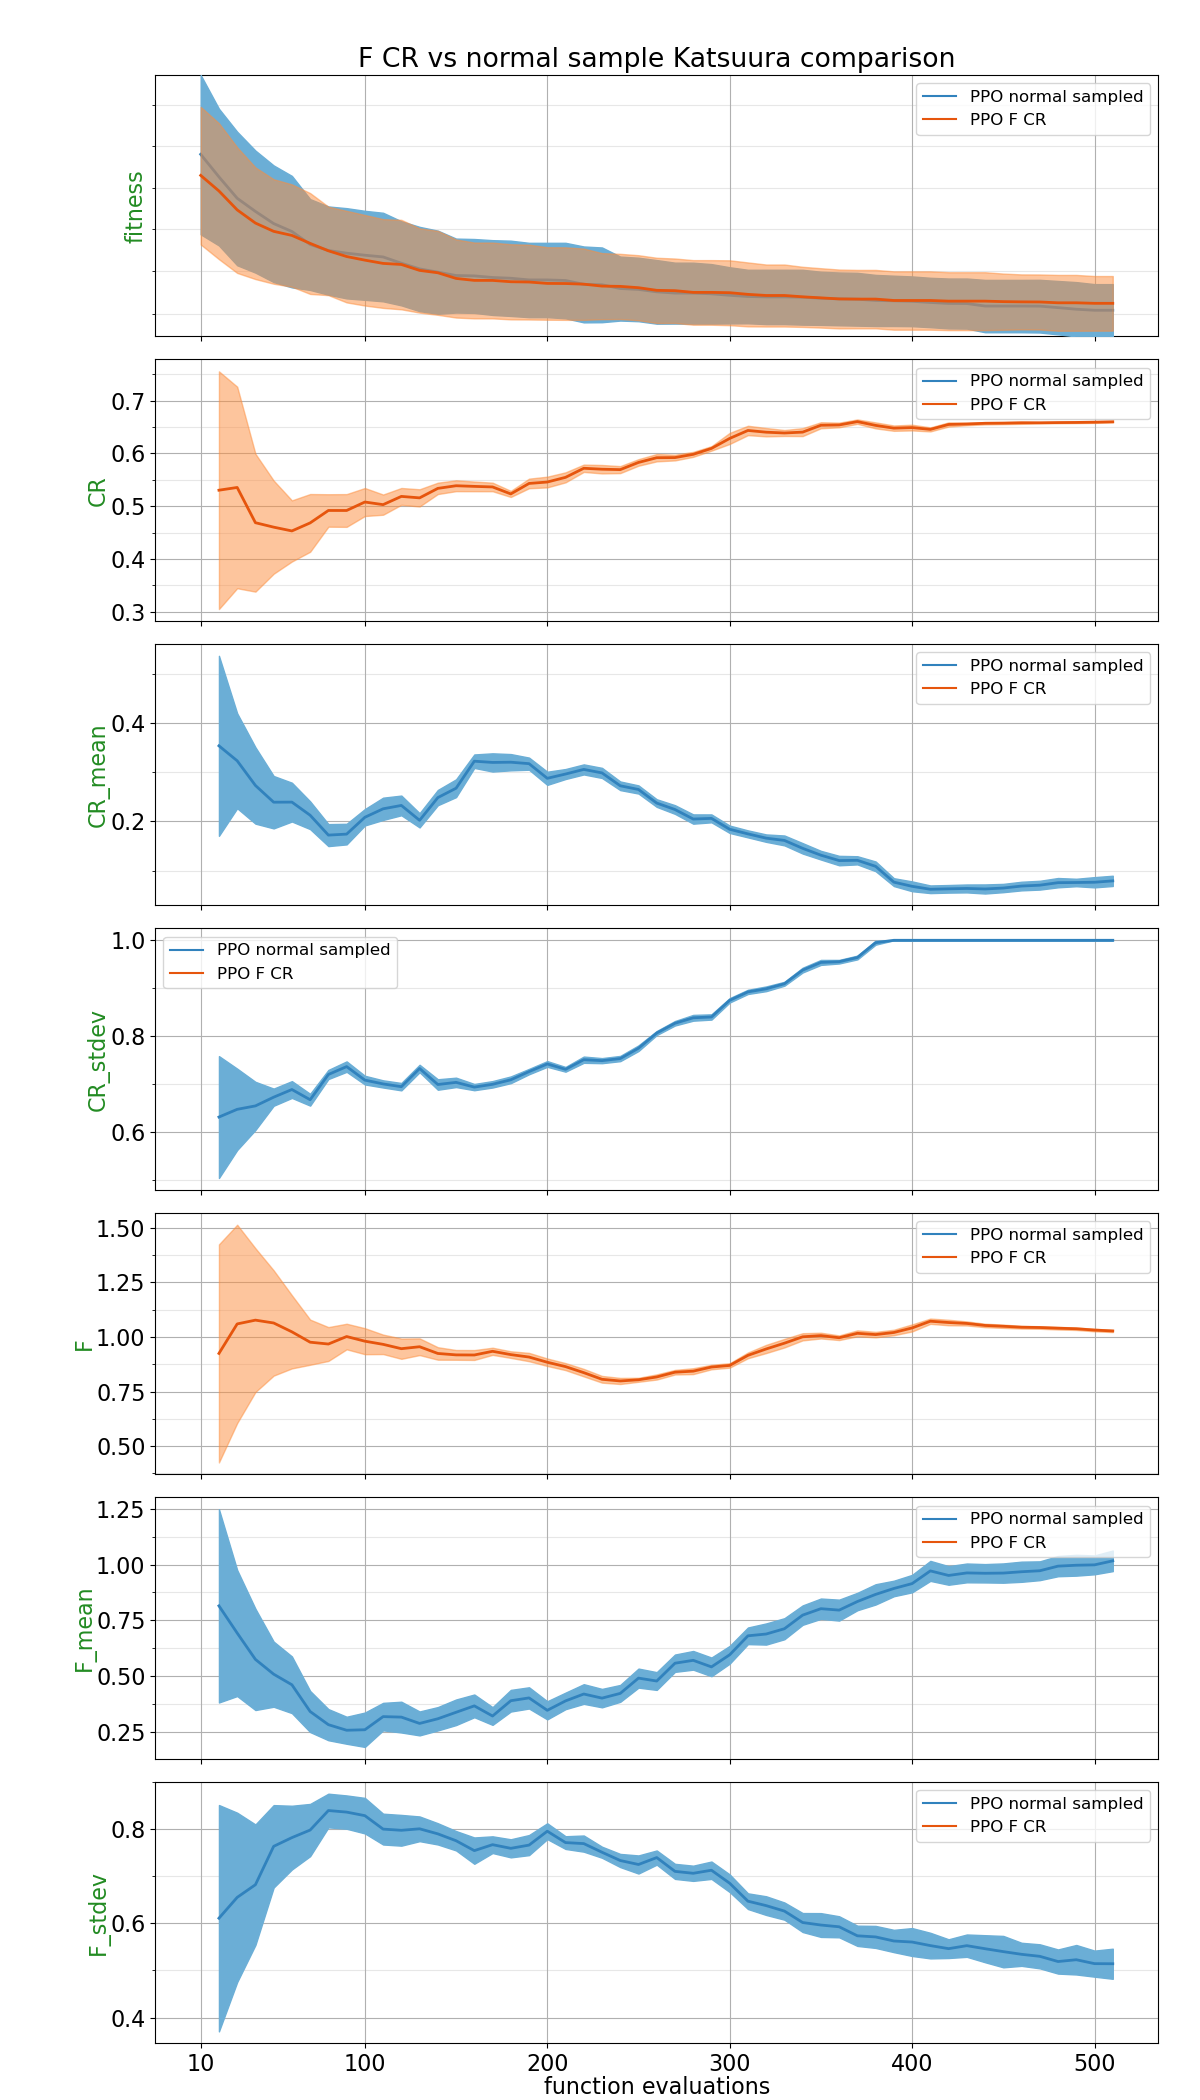 F CR vs normal sample Katsuura comparison
fitness
PPO normal sampled
PPO F CR
CR
0.7
0.6
0.5
0.4
0.3
PPO normal sampled
PPO F CR
CR_mean
0.4
0.2
PPO normal sampled
PPO F CR
CR_stdev
1.0
0.8
0.6
PPO normal sampled
PPO F CR
F
1.50
1.25
1.00
0.75
0.50
PPO normal sampled
PPO F CR
F_mean
1.25
1.00
0.75
0.50
0.25
PPO normal sampled
PPO F CR
F_stdev
0.8
0.6
0.4
PPO normal sampled
PPO F CR
10 100 200 300 400 500
function evaluations